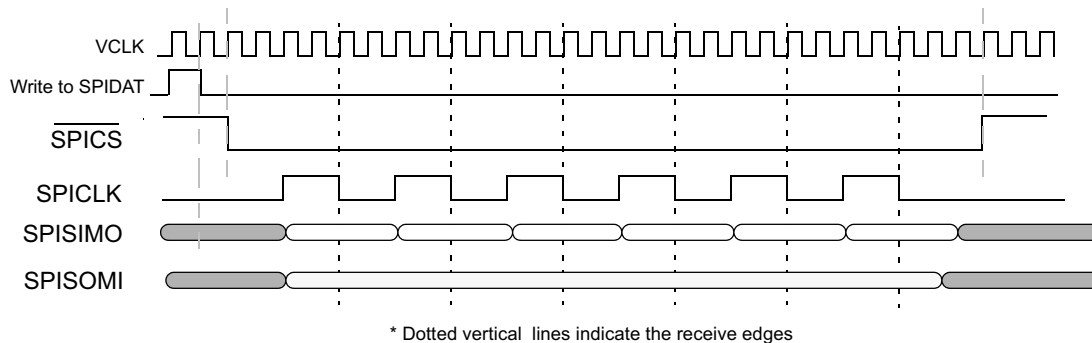 VCLK
Write to SPIDAT
SPICS
SPICLK
SPISIMO
SPISOMI
* Dotted vertical lines indicate the receive edges